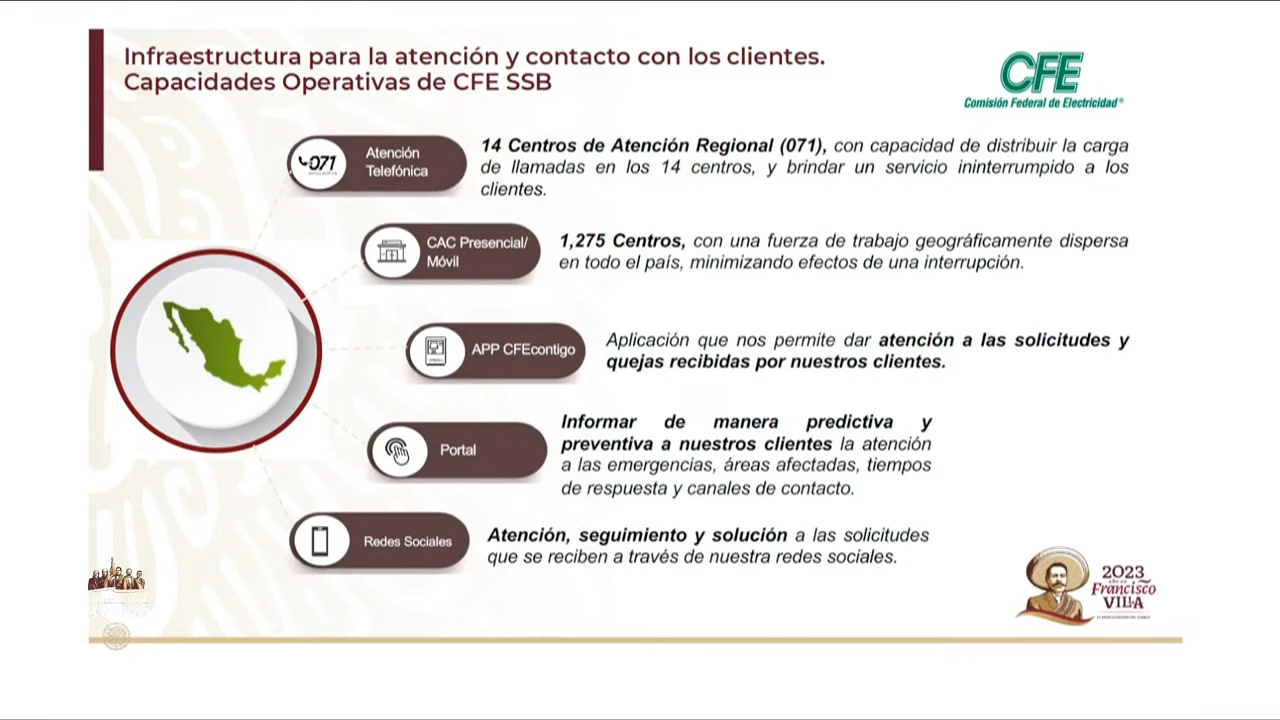 Infraestructura para la atención y contacto con los clientes.
Capacidades Operativas de CFE SSB
CFE
Comisión Federal de Electricidad®
071
Atención
Telefónica
14 Centros de Atención Regional (071), con capacidad de distribuir la carga
de llamadas en los 14 centros, y brindar un servicio ininterrumpido a los
clientes.
CAC Presencial/
Móvil
1,275 Centros, con una fuerza de trabajo geográficamente dispersa
en todo el país, minimizando efectos de una interrupción.
APP CFEcontigo
Aplicación que nos permite dar atención a las solicitudes y
quejas recibidas por nuestros clientes.
Portal
Informar de manera predictiva y
preventiva a nuestros clientes la atención
a las emergencias, áreas afectadas, tiempos
de respuesta y canales de contacto.
Redes Sociales
Atención, seguimiento y solución a las solicitudes
que se reciben a través de nuestra redes sociales.
2023
AÑO DE
Francisco
VILLA